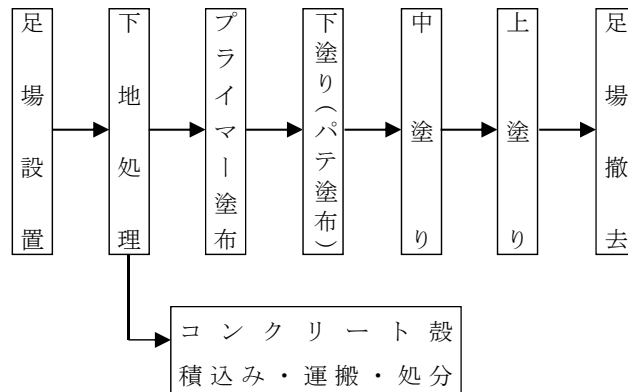 足場設置
下地処理
プライマー塗布
下塗り(パテ塗布)
中塗り
上塗り
足場撤去
コンクリート殻
積込み・運搬・処分